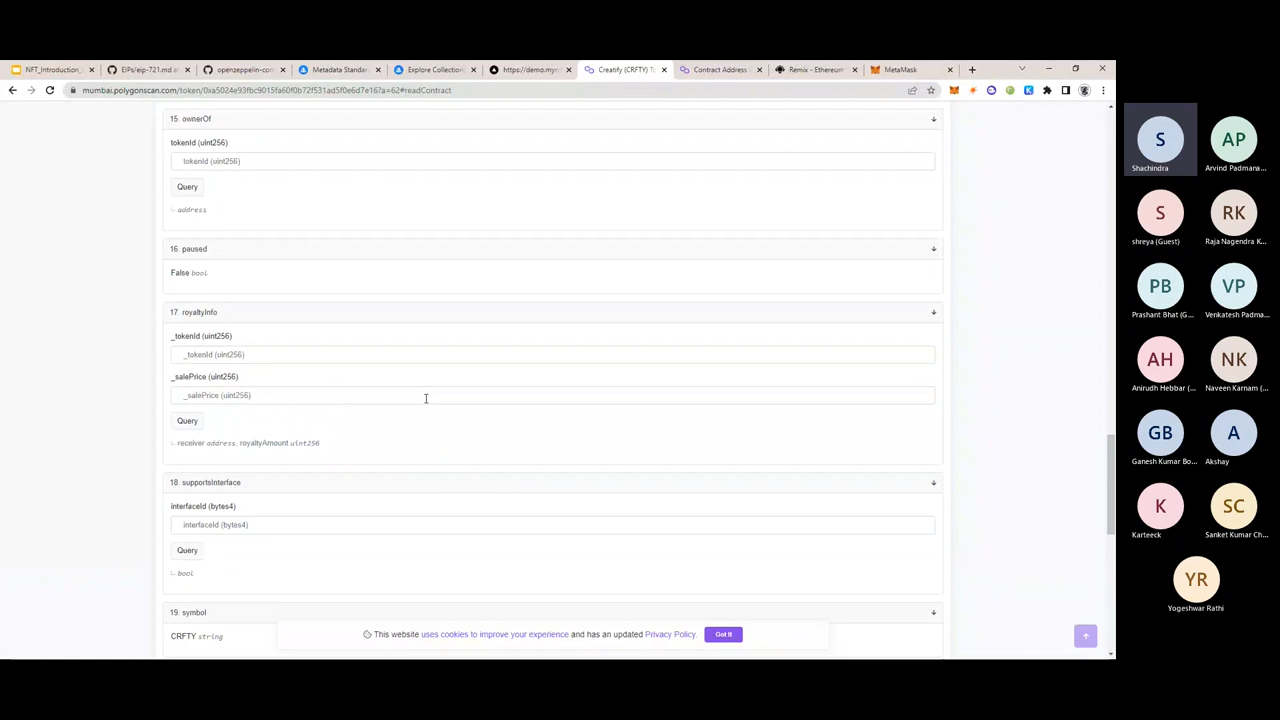 NFT_Introduction_
EIPs/eip-721.md a
openzeppelin-con
Metadata Standar
Explore Collection
https://demo.myn
Creatify (CRFTY) T
Contract Address
Remix - Ethereum
MetaMask
mumbai.polygonscan.com/token/0xa5024e93fbc9015fa60f0b72f531ad5f0e6d7e16?a=62#readContract
15. ownerOf
tokenId (uint256)
tokenId (uint256)
Query
address
16. paused
False bool
17. royaltyInfo
_tokenId (uint256)
_tokenId (uint256)
_salePrice (uint256)
_salePrice (uint256)
Query
receiver address, royaltyAmount uint256
18. supportsInterface
interfaceId (bytes4)
interfaceId (bytes4)
Query
bool
19. symbol
CRFTY string
This website uses cookies to improve your experience and has an updated Privacy Policy.
Got It
S
Shachindra
AP
Arvind Padmana...
S
shreya (Guest)
RK
Raja Nagendra K...
PB
Prashant Bhat (G...
VP
Venkatesh Padma...
AH
Anirudh Hebbar (...
NK
Naveen Karnam (...
GB
Ganesh Kumar Bo...
A
Akshay
K
Karteeck
SC
Sanket Kumar Ch...
YR
Yogeshwar Rathi